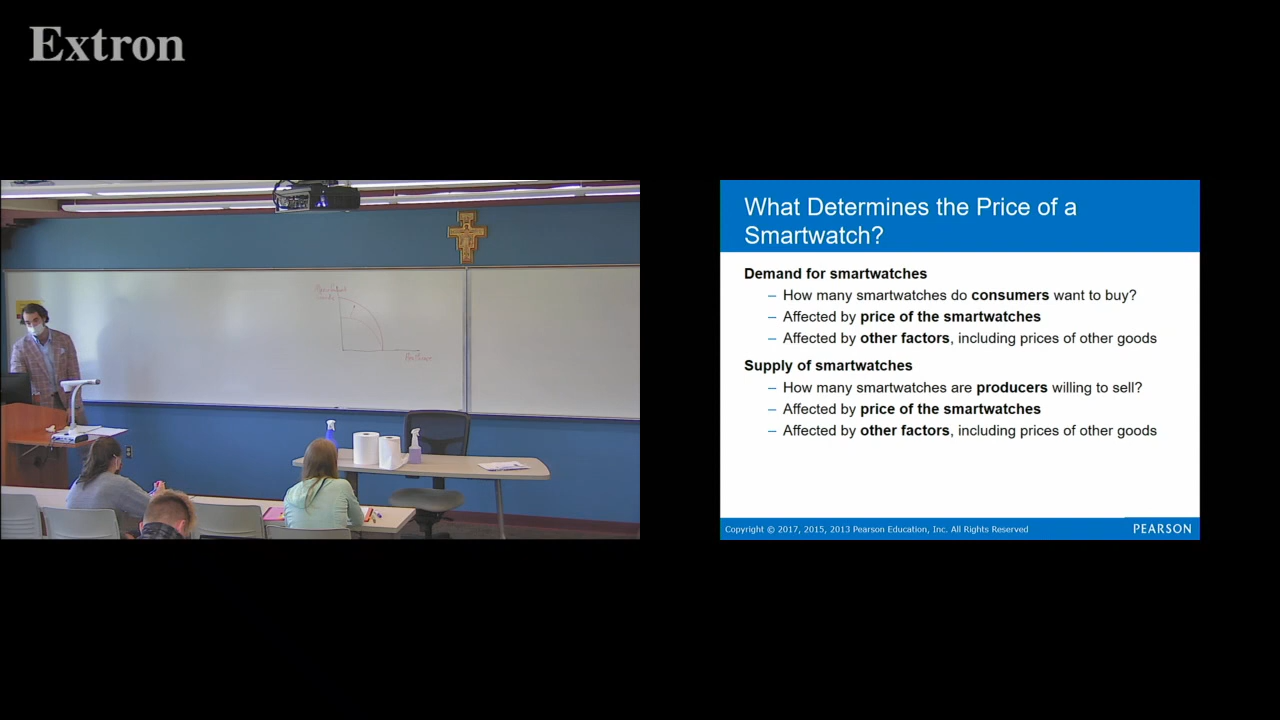 Extron
What Determines the Price of a
Smartwatch?
Demand for smartwatches
– How many smartwatches do consumers want to buy?
– Affected by price of the smartwatches
– Affected by other factors, including prices of other goods
Supply of smartwatches
– How many smartwatches are producers willing to sell?
– Affected by price of the smartwatches
– Affected by other factors, including prices of other goods
Copyright © 2017, 2015, 2013 Pearson Education, Inc. All Rights Reserved
PEARSON